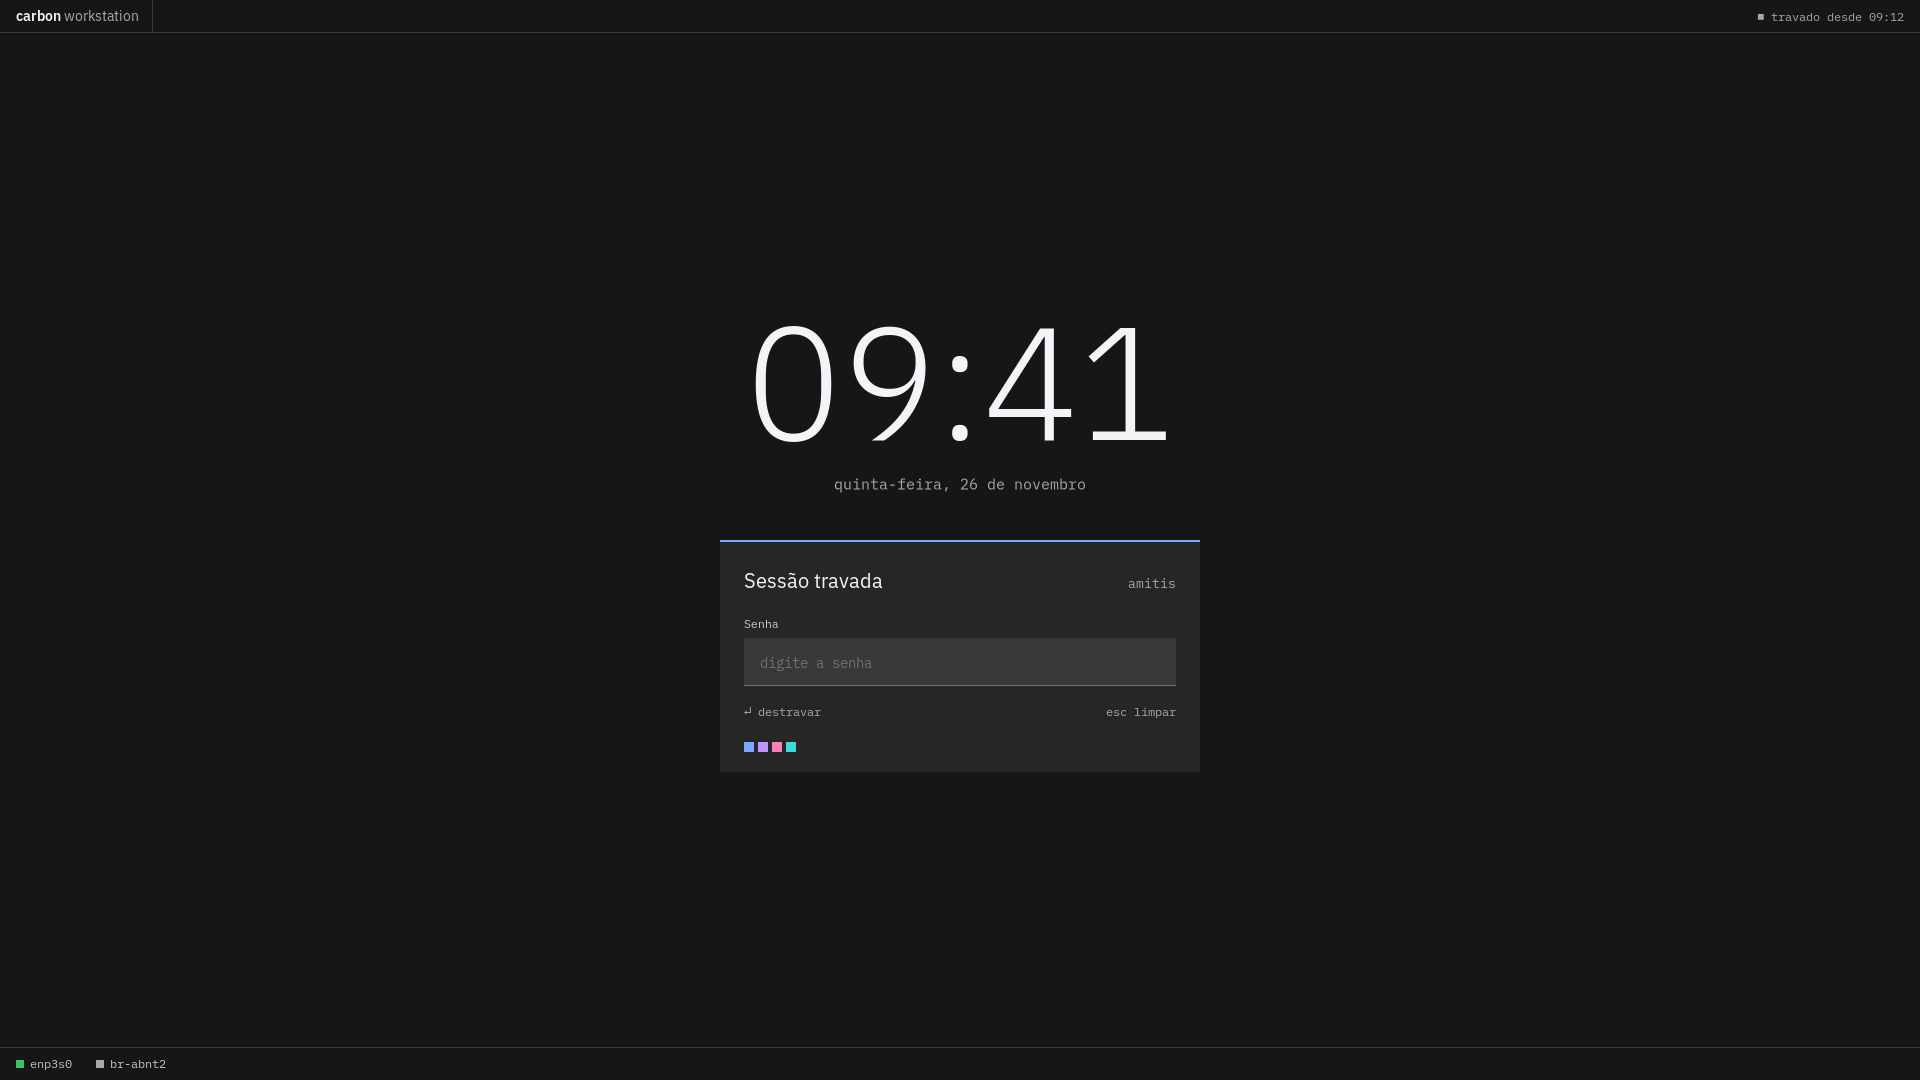 carbon workstation
travado desde 09:12
09:41
quinta-feira, 26 de novembro
Sessão travada
amitis
Senha
digite a senha
↵ destravar
esc limpar
enp3s0
br-abnt2